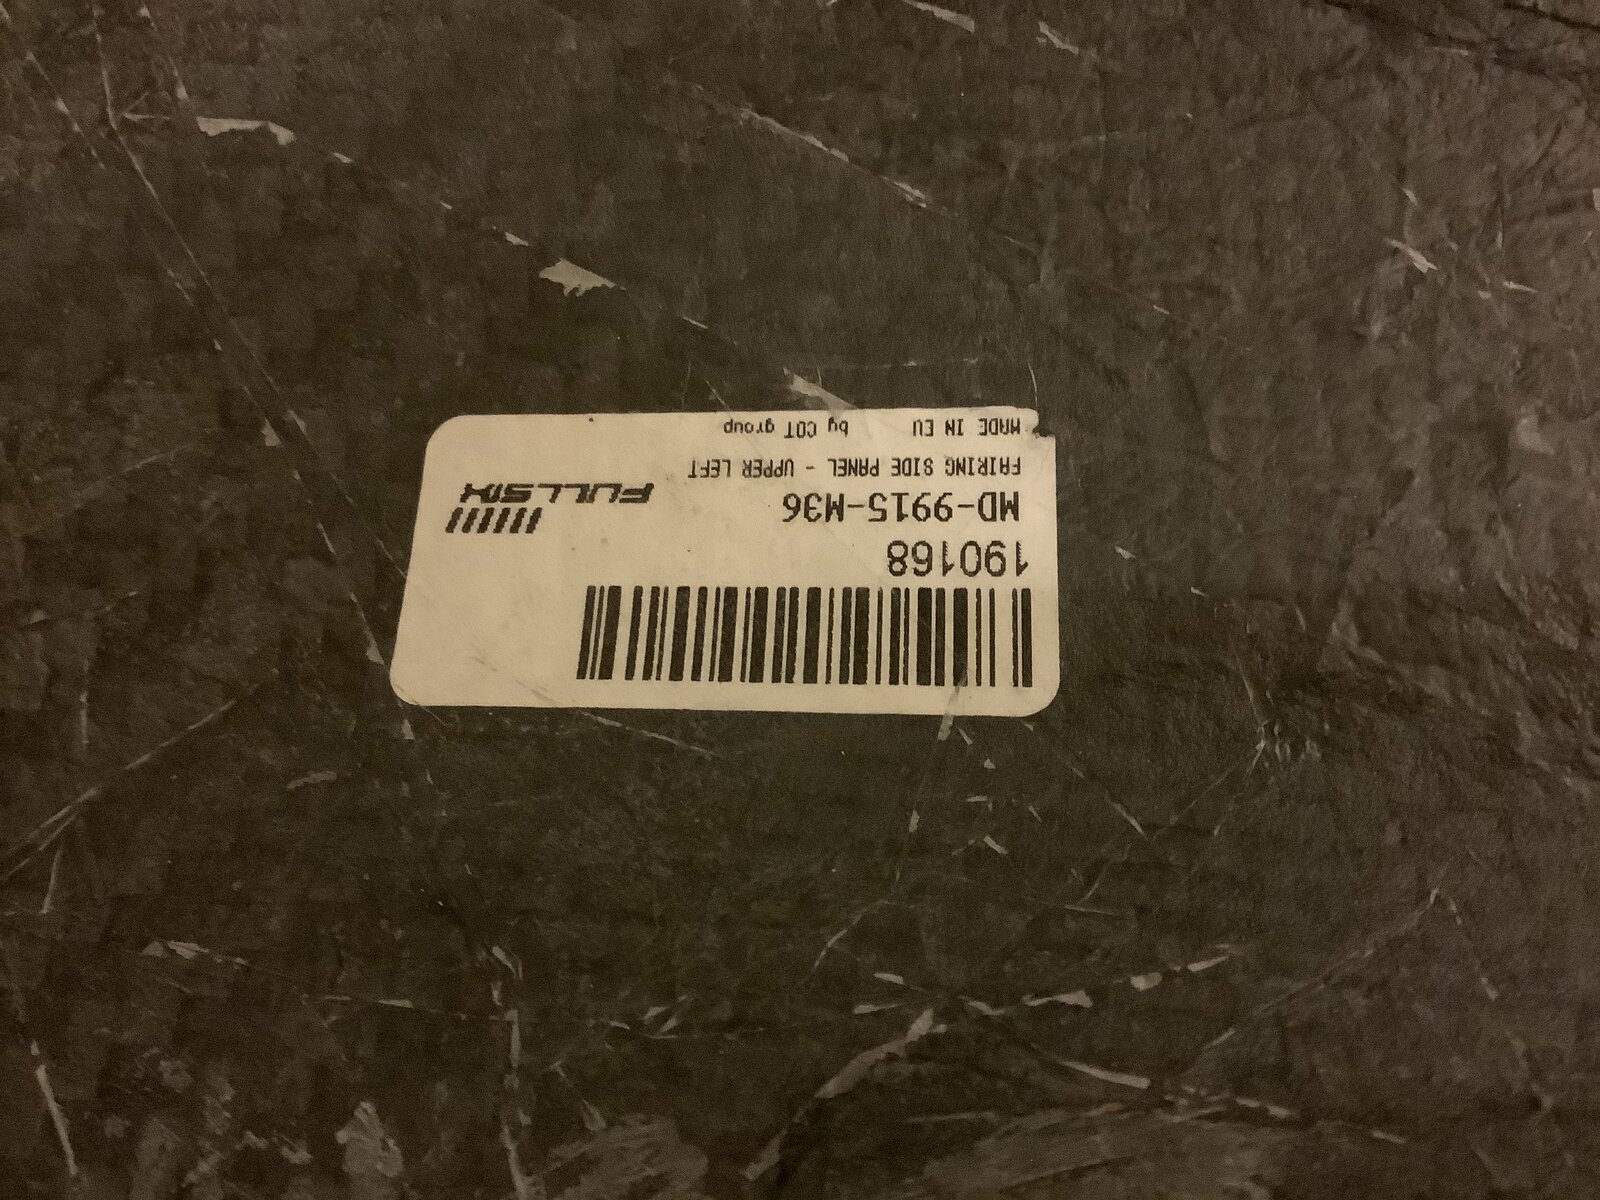 190168
MD-9915-M36
FAIRING SIDE PANEL - UPPER LEFT
MADE IN EU by CDT group
FULLSIX